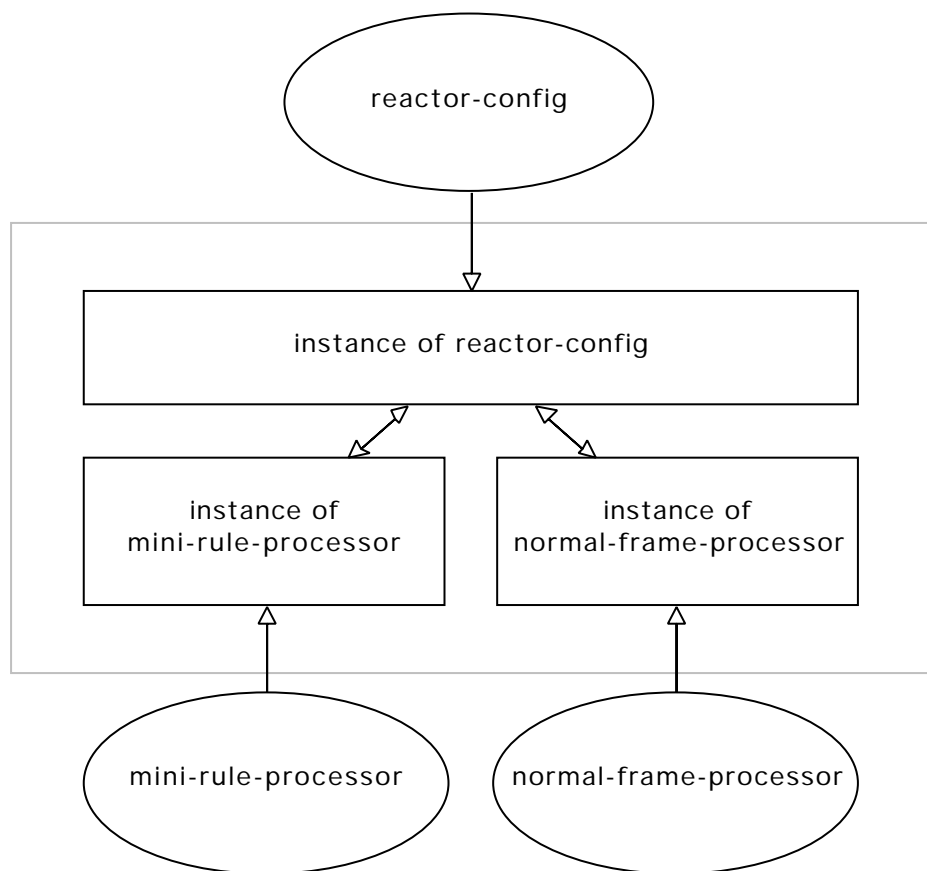 reactor-config
instance of reactor-config
instance of
mini-rule-processor
instance of
normal-frame-processor
mini-rule-processor
normal-frame-processor